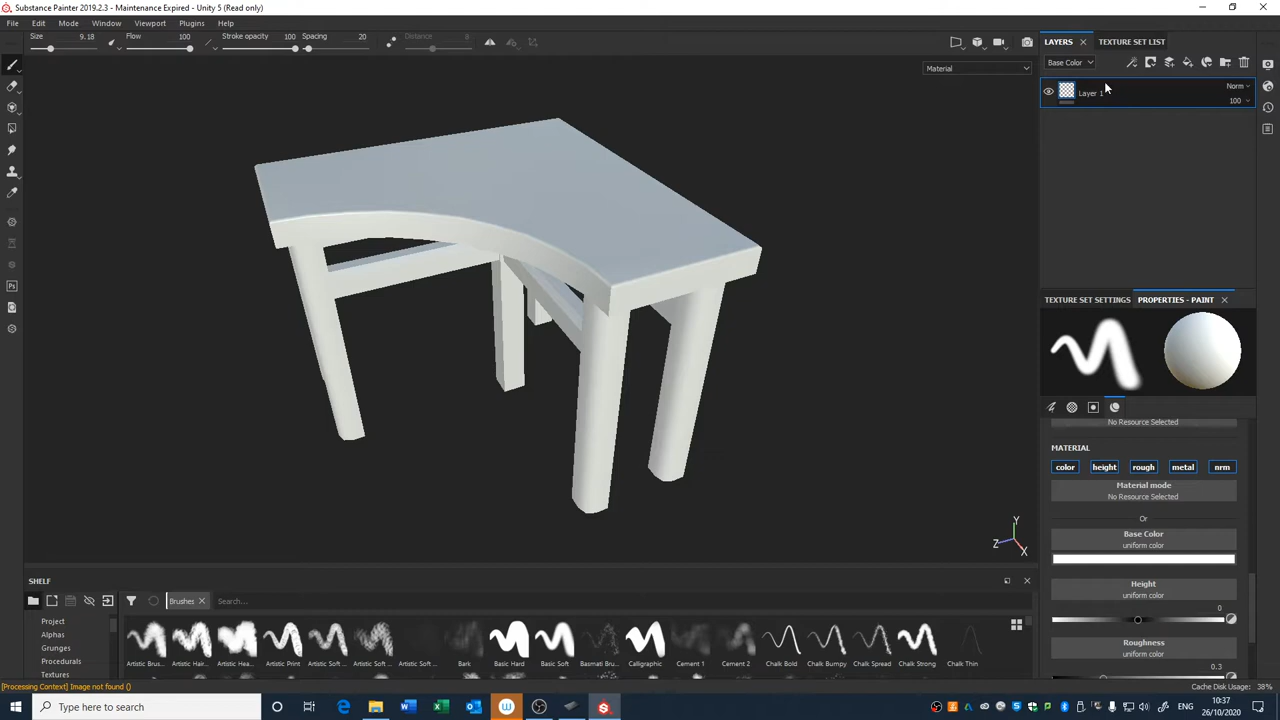 Substance Painter 2019.2.3 - Maintenance Expired - Unity 5 (Read only)
File Edit Mode Window Viewport Plugins Help
Size 9.18 Flow 100 Stroke opacity 100 Spacing 20 Distance 8
Material
LAYERS TEXTURE SET LIST
Base Color
Layer 1 Norm
100
TEXTURE SET SETTINGS PROPERTIES - PAINT
No Resource Selected
MATERIAL
color height rough metal nrm
Material mode
No Resource Selected
Or
Base Color
uniform color
Height
uniform color
0
Roughness
uniform color
0.3
Y
Z X
SHELF
Brushes Search...
Project
Alphas
Grunges
Procedurals
Textures
Artistic Brus... Artistic Hair... Artistic Hea... Artistic Print Artistic Soft ... Artistic Soft ... Artistic Soft ... Bark Basic Hard Basic Soft Basmati Bru... Calligraphic Cement 1 Cement 2 Chalk Bold Chalk Bumpy Chalk Spread Chalk Strong Chalk Thin
[Processing Context] Image not found ()
Cache Disk Usage: 38%
Type here to search
ENG
10:37
26/10/2020